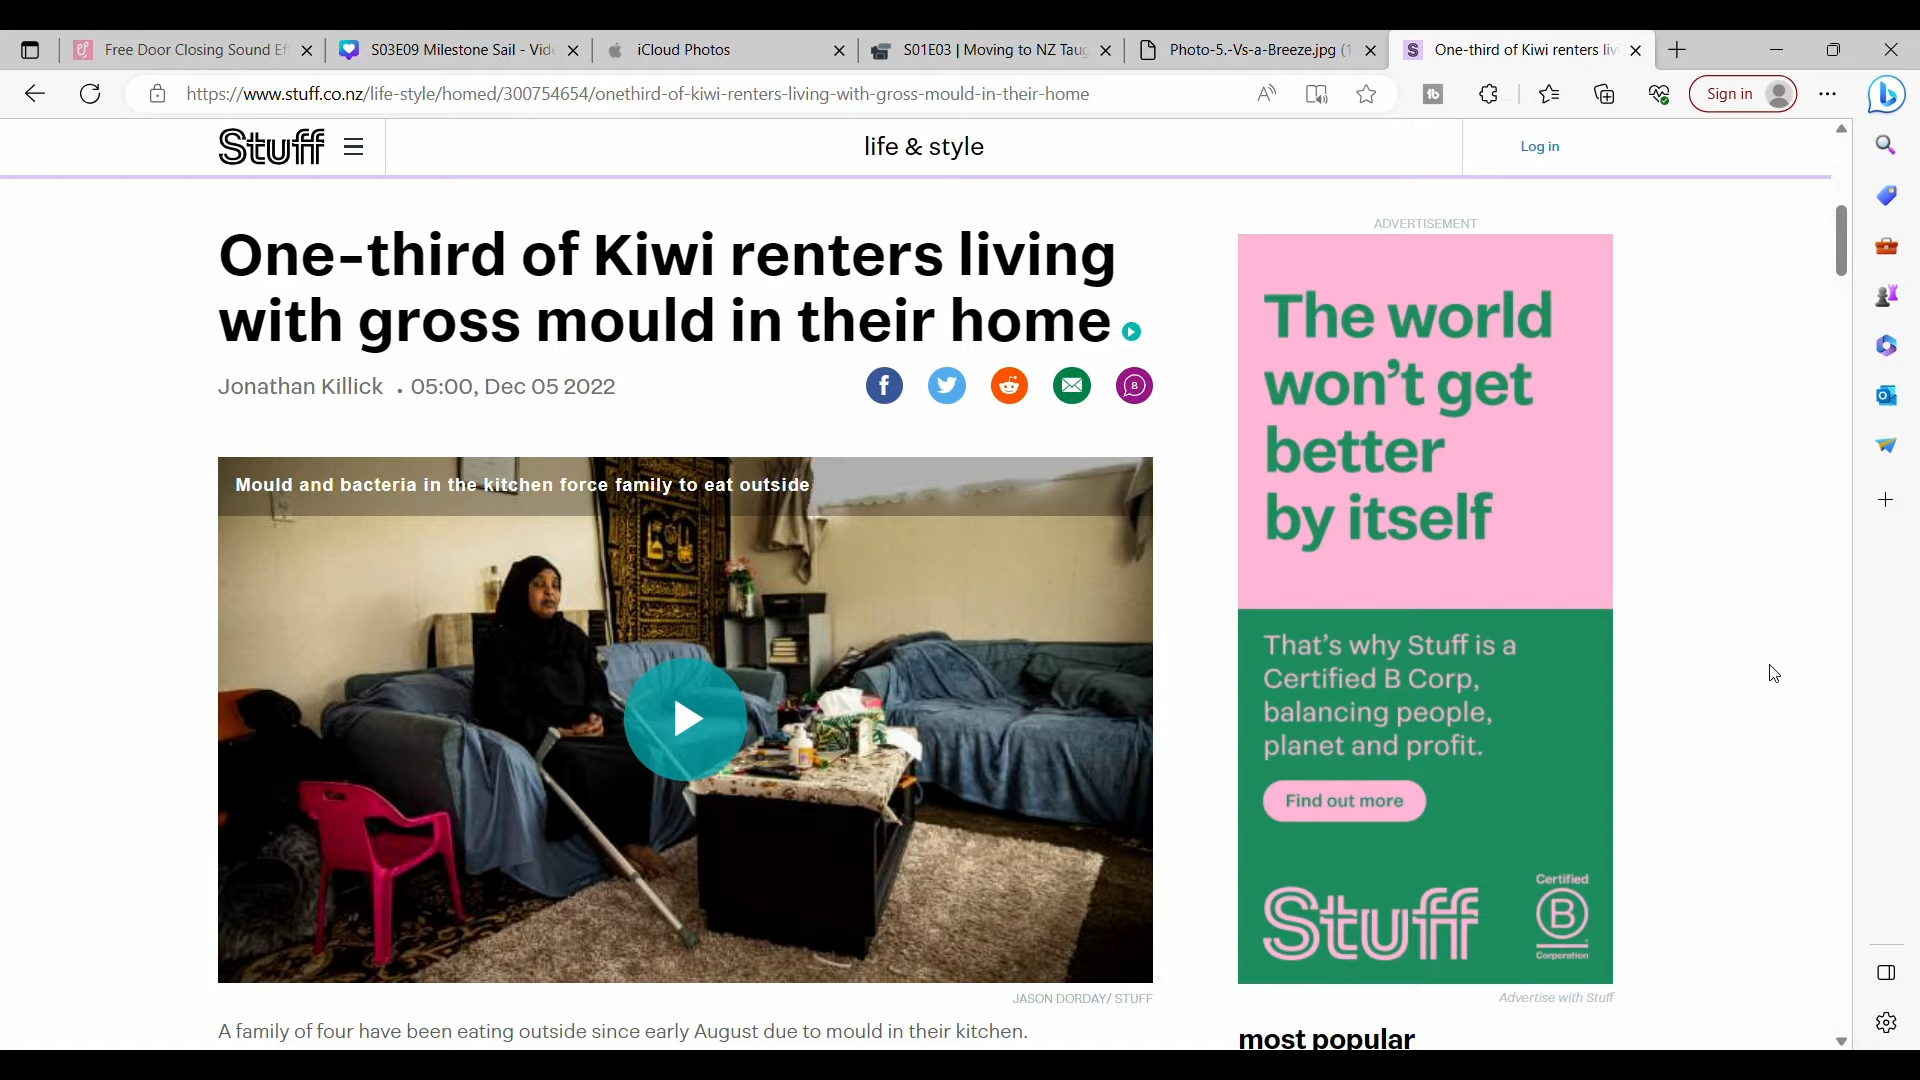 Free Door Closing Sound Ef
S03E09 Milestone Sail - Vide
iCloud Photos
S01E03 | Moving to NZ Taug
Photo-5.-Vs-a-Breeze.jpg (1
One-third of Kiwi renters livi
https://www.stuff.co.nz/life-style/homed/300754654/onethird-of-kiwi-renters-living-with-gross-mould-in-their-home
Sign in
Stuff
life & style
Log in
One-third of Kiwi renters living
with gross mould in their home
Jonathan Killick . 05:00, Dec 05 2022
8
Mould and bacteria in the kitchen force family to eat outside
JASON DORDAY/ STUFF
A family of four have been eating outside since early August due to mould in their kitchen.
ADVERTISEMENT
The world
won't get
better
by itself
That's why Stuff is a
Certified B Corp,
balancing people,
planet and profit.
Find out more
Stuff
Certified
B
Corporation
Advertise with Stuff
most popular